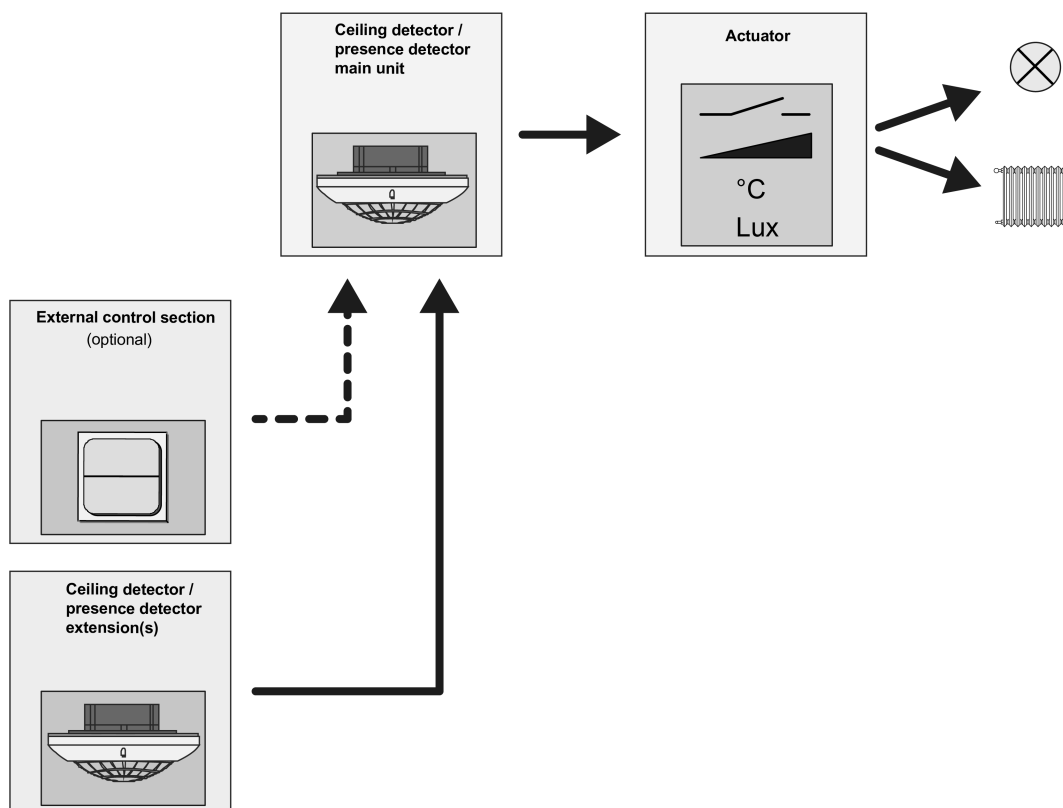 Ceiling detector /
presence detector
main unit
Actuator
°C
Lux
External control section
(optional)
Ceiling detector /
presence detector
extension(s)